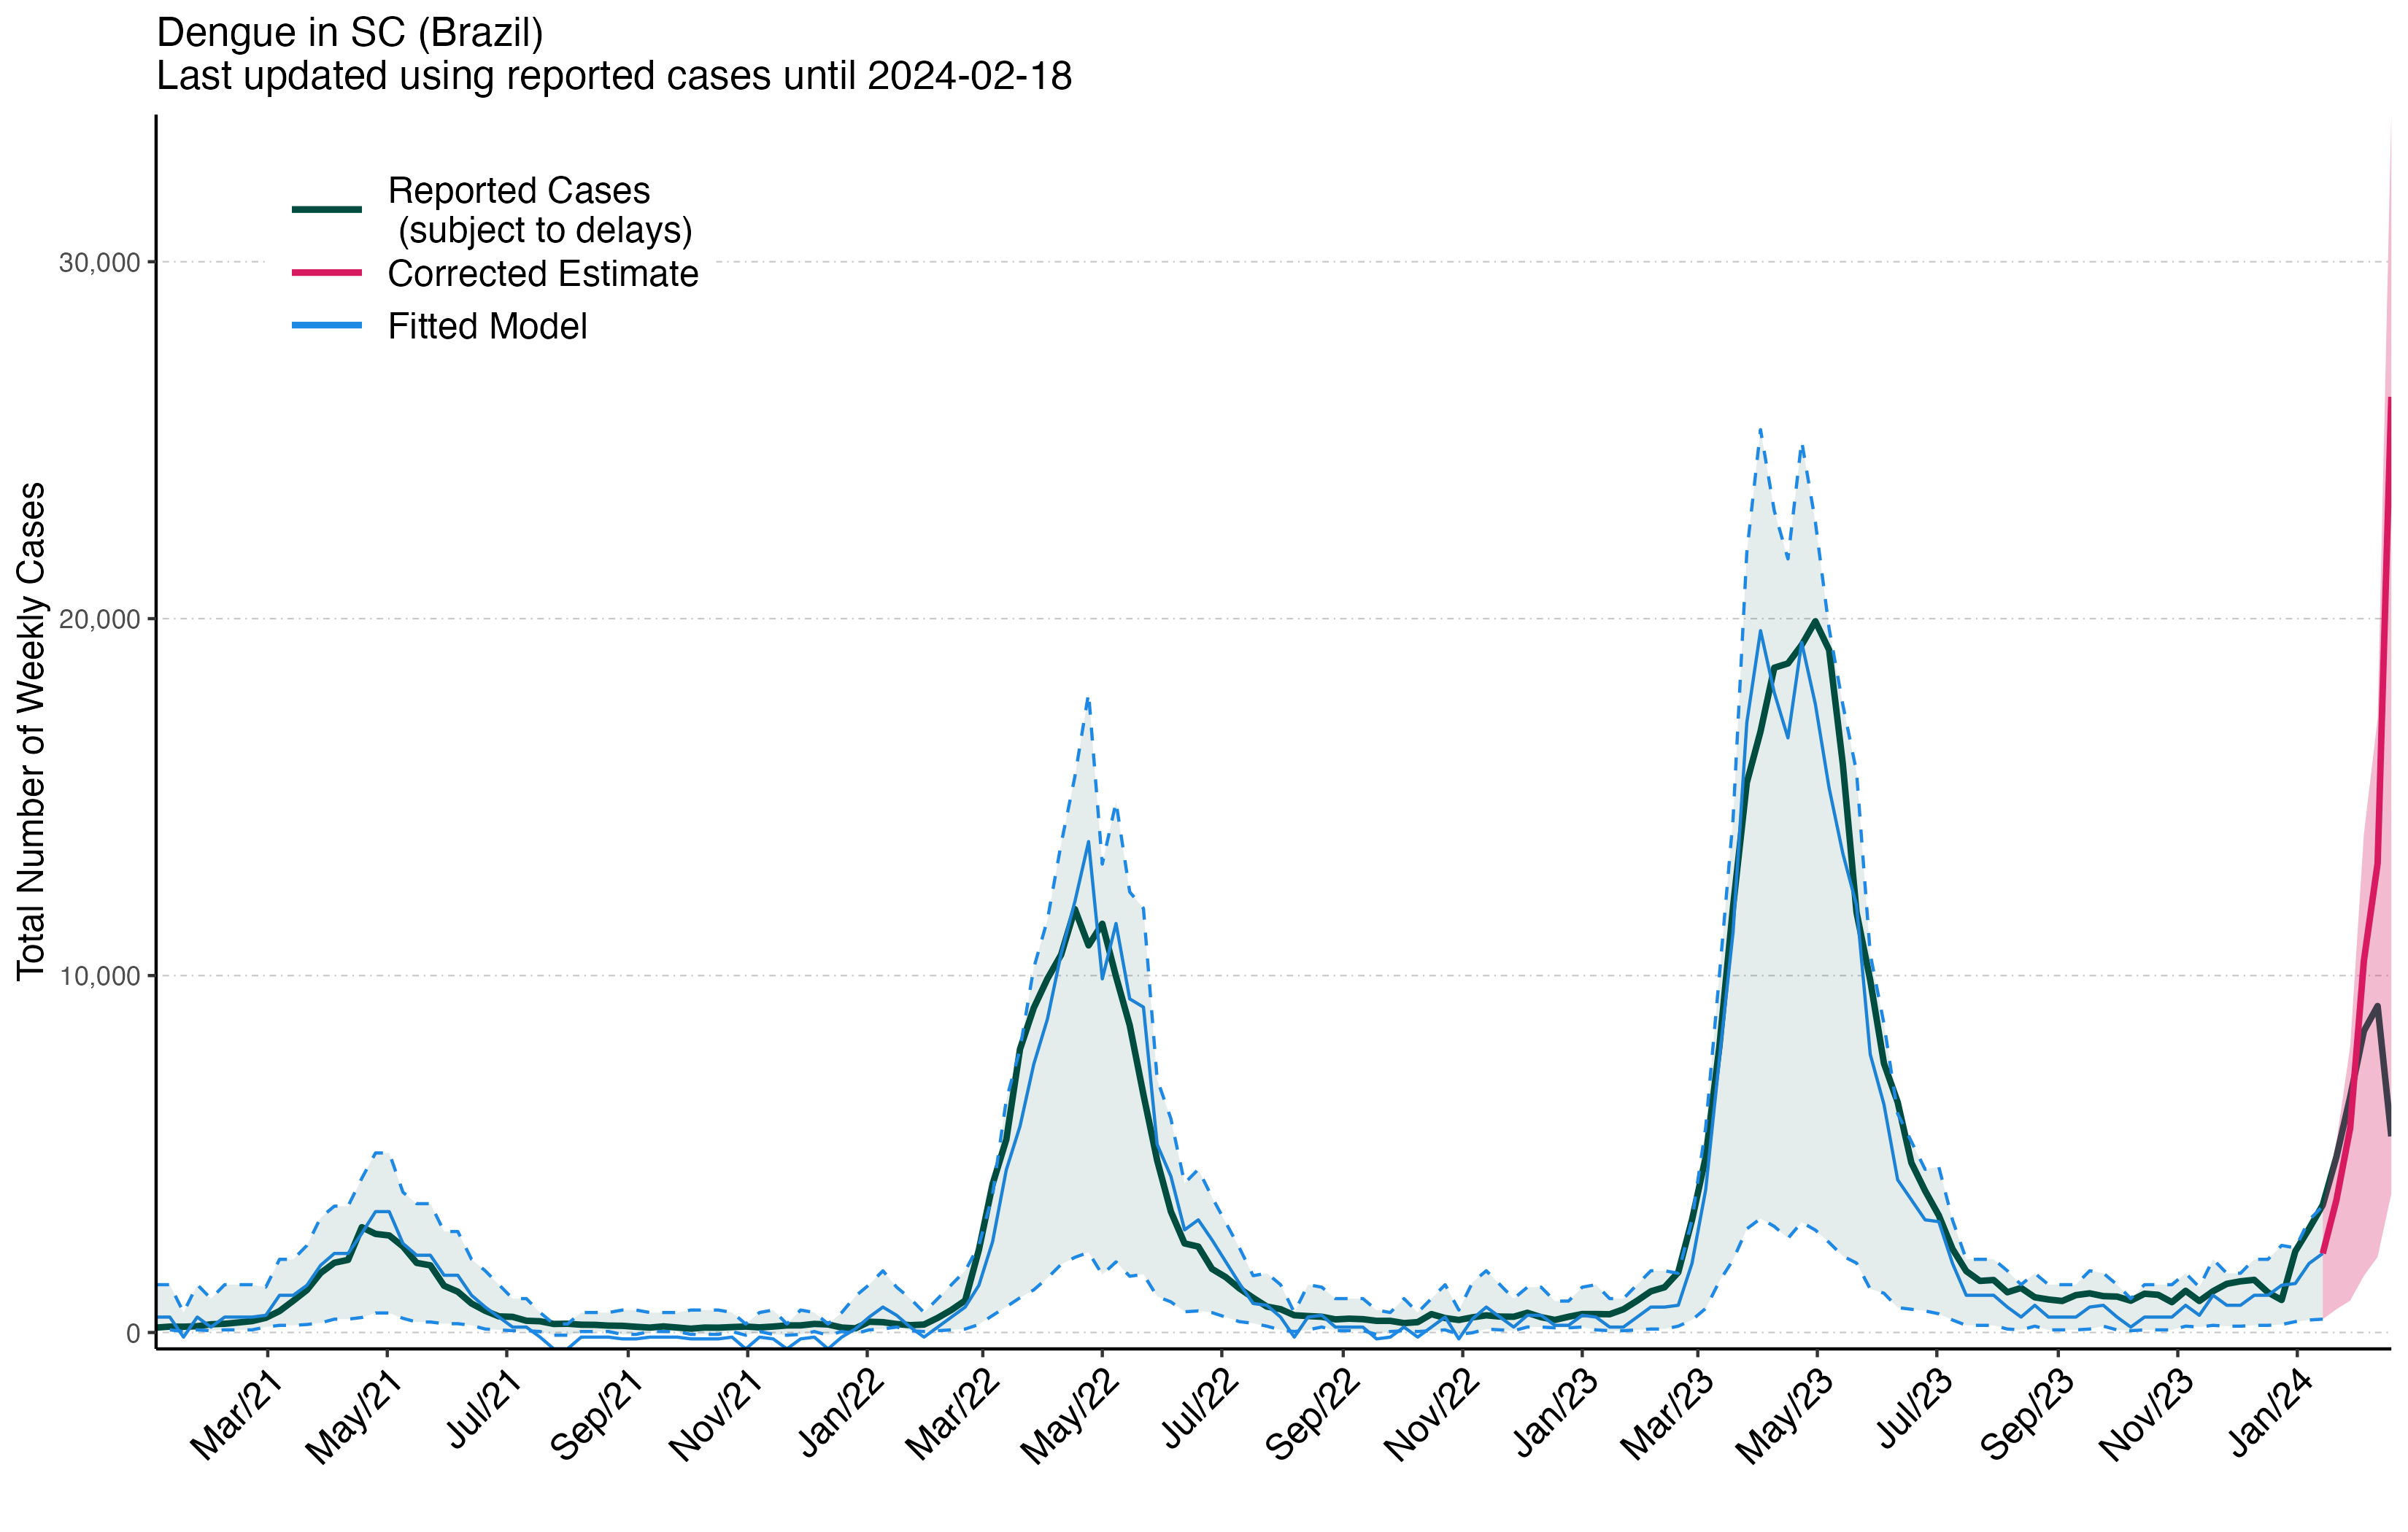 Dengue in SC (Brazil)
Last updated using reported cases until 2024-02-18
Reported Cases
(subject to delays)
Corrected Estimate
Fitted Model
Total Number of Weekly Cases
30,000
20,000
10,000
0
Mar/21
May/21
Jul/21
Sep/21
Nov/21
Jan/22
Mar/22
May/22
Jul/22
Sep/22
Nov/22
Jan/23
Mar/23
May/23
Jul/23
Sep/23
Nov/23
Jan/24